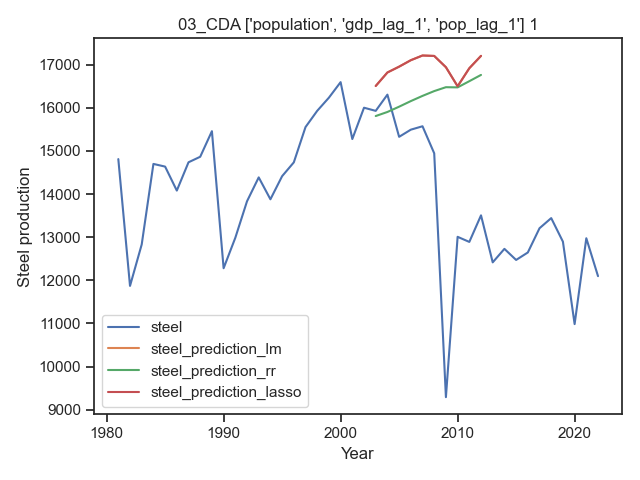 03_CDA ['population', 'gdp_lag_1', 'pop_lag_1'] 1
17000
16000
15000
14000
13000
12000
11000
10000
9000
Steel production
steel
steel_prediction_lm
steel_prediction_rr
steel_prediction_lasso
1980
1990
2000
2010
2020
Year